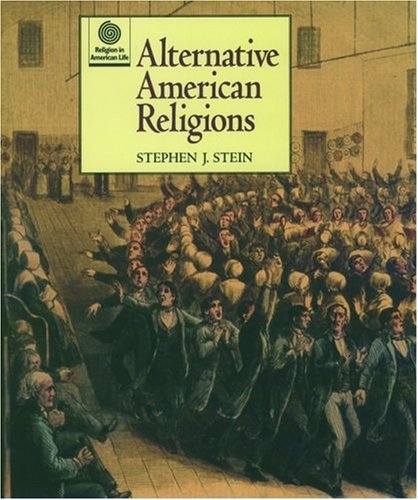 Religion in
American Life
Alternative
American
Religions
STEPHEN J. STEIN